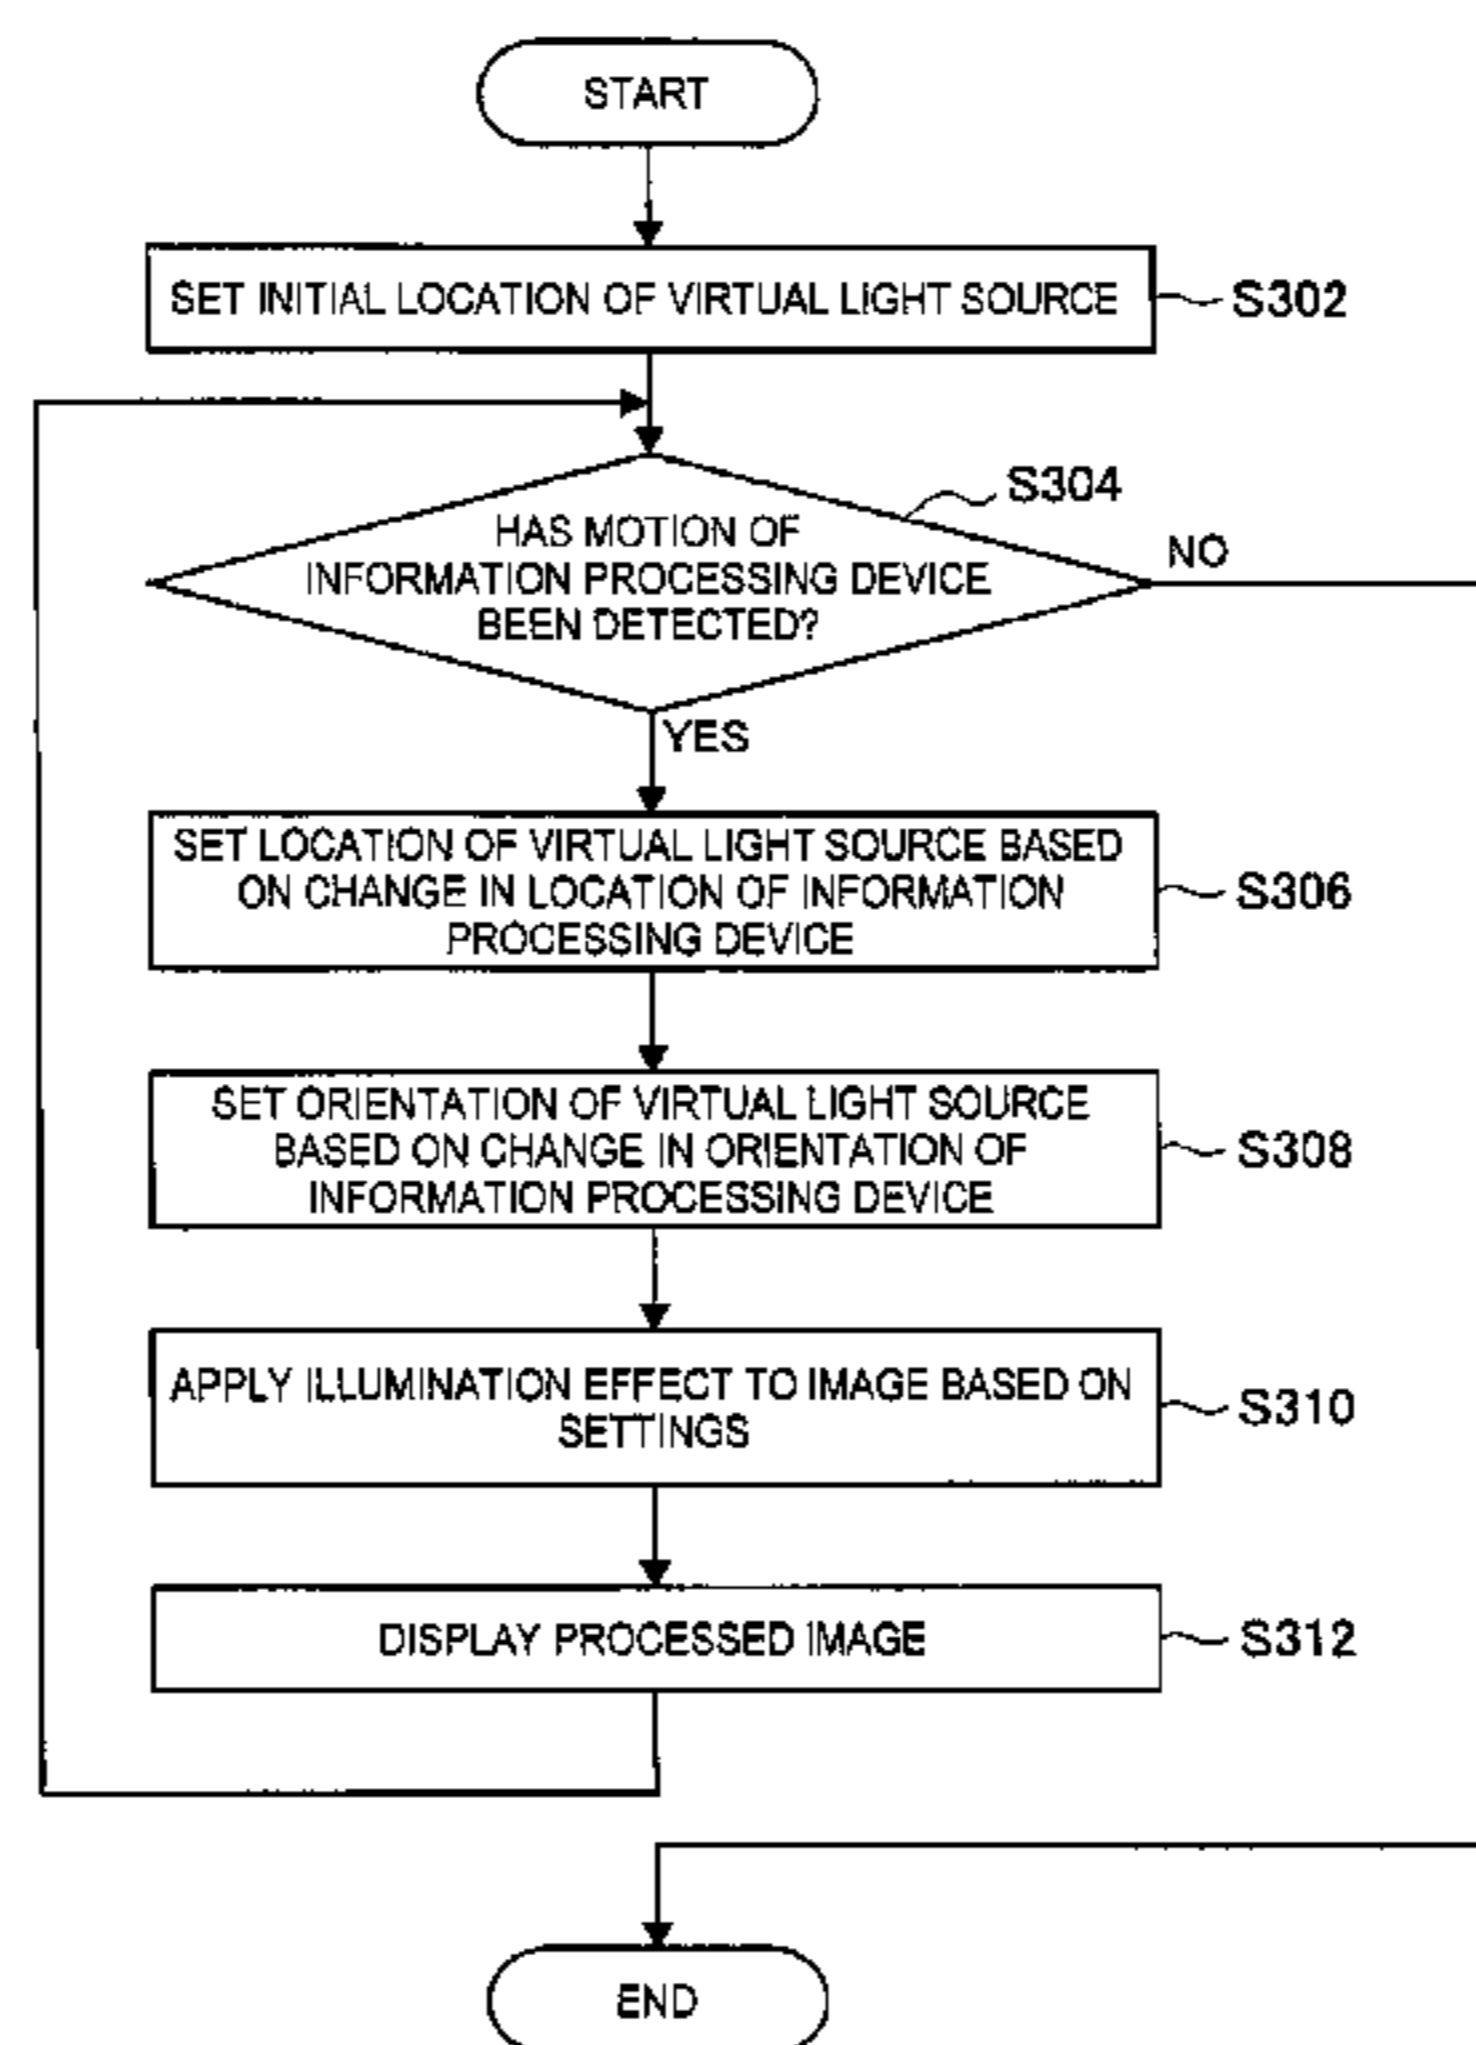 START
SET INITIAL LOCATION OF VIRTUAL LIGHT SOURCE
S302
S304
HAS MOTION OF
INFORMATION PROCESSING DEVICE
BEEN DETECTED?
NO
YES
SET LOCATION OF VIRTUAL LIGHT SOURCE BASED
ON CHANGE IN LOCATION OF INFORMATION
PROCESSING DEVICE
S306
SET ORIENTATION OF VIRTUAL LIGHT SOURCE
BASED ON CHANGE IN ORIENTATION OF
INFORMATION PROCESSING DEVICE
S308
APPLY ILLUMINATION EFFECT TO IMAGE BASED ON
SETTINGS
S310
DISPLAY PROCESSED IMAGE
S312
END